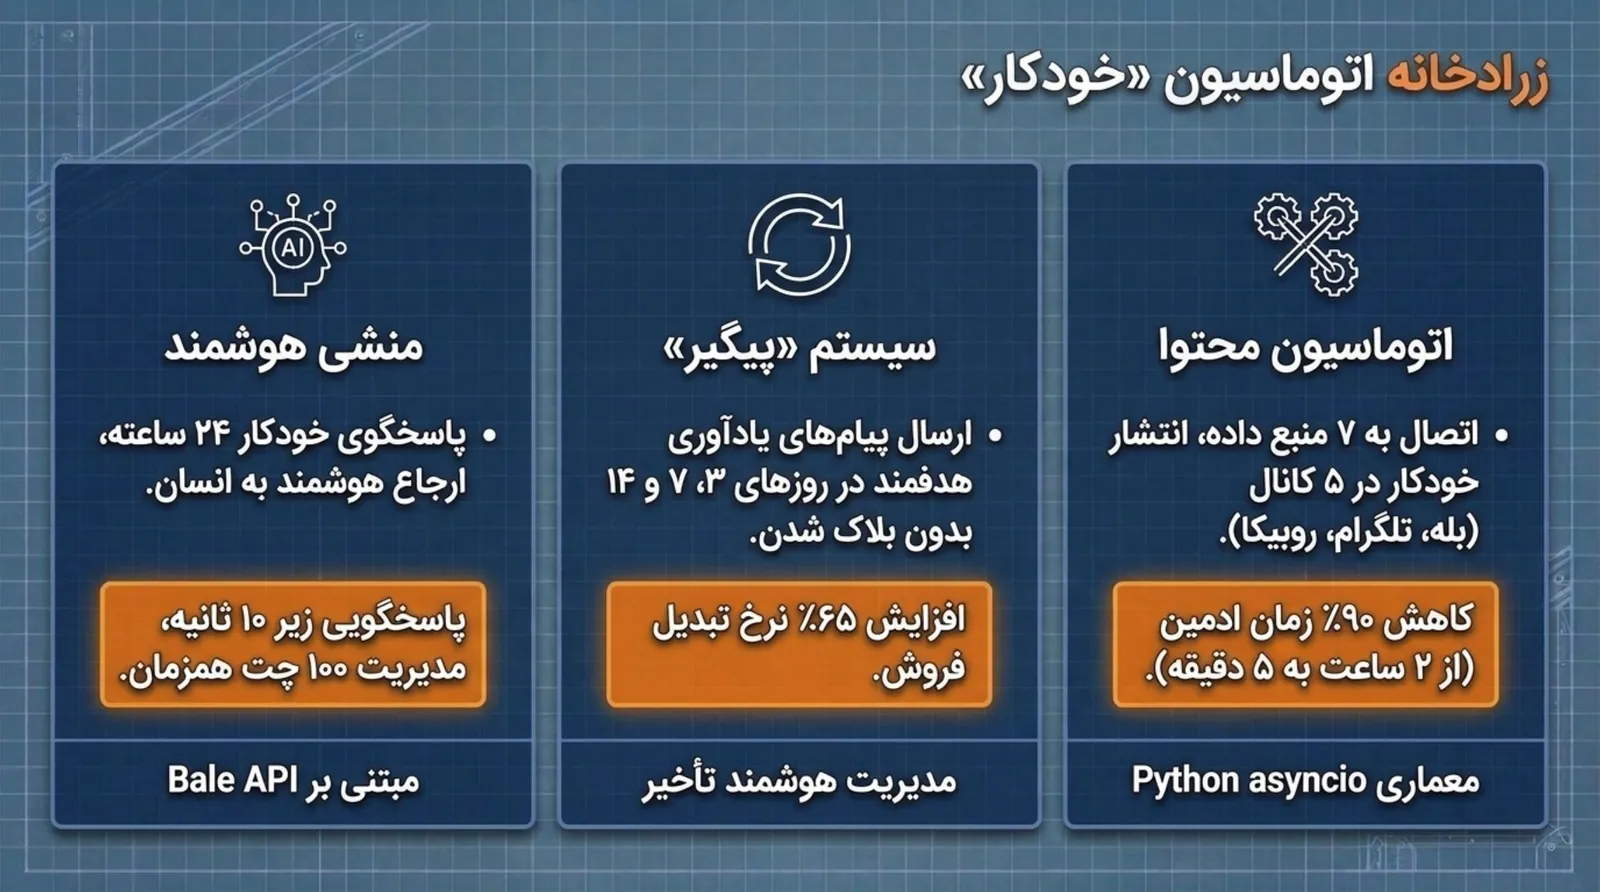 زرادخانه اتوماسیون «خودکار»
اتوماسیون محتوا
• اتصال به ۷ منبع داده، انتشار
خودکار در ۵ کانال
(بله، تلگرام، روبیکا).
کاهش ۹۰٪ زمان ادمین
(از ۲ ساعت به ۵ دقیقه).
معماری Python asyncio
سیستم «پیگیر»
• ارسال پیام‌های یادآوری
هدفمند در روزهای ۳، ۷ و ۱۴
بدون بلاک شدن.
افزایش ۶۵٪ نرخ تبدیل
فروش.
مدیریت هوشمند تأخیر
منشی هوشمند
• پاسخگوی خودکار ۲۴ ساعته،
ارجاع هوشمند به انسان.
پاسخگویی زیر ۱۰ ثانیه،
مدیریت ۱۰۰ چت همزمان.
مبتنی بر Bale API
AI